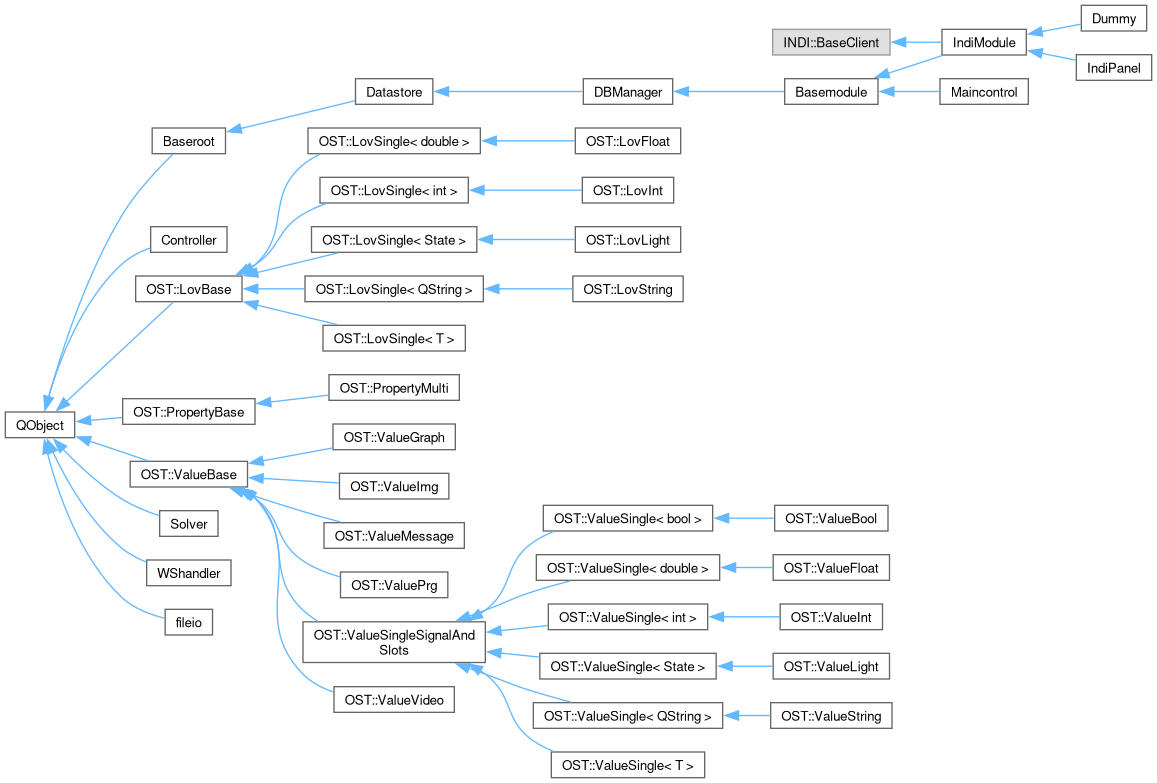 Dummy
INDI::BaseClient
IndiModule
IndiPanel
Datastore
DBManager
Basemodule
Maincontrol
Baseroot
OST::LovSingle< double >
OST::LovFloat
OST::LovSingle< int >
OST::LovInt
Controller
OST::LovSingle< State >
OST::LovLight
OST::LovBase
OST::LovSingle< QString >
OST::LovString
OST::LovSingle< T >
OST::PropertyMulti
OST::PropertyBase
QObject
OST::ValueGraph
OST::ValueBase
OST::ValueImg
Solver
OST::ValueMessage
OST::ValueSingle< bool >
OST::ValueBool
WShandler
OST::ValuePrg
OST::ValueSingle< double >
OST::ValueFloat
fileio
OST::ValueSingle< int >
OST::ValueInt
OST::ValueSingleSignalAnd
Slots
OST::ValueSingle< State >
OST::ValueLight
OST::ValueVideo
OST::ValueSingle< QString >
OST::ValueString
OST::ValueSingle< T >